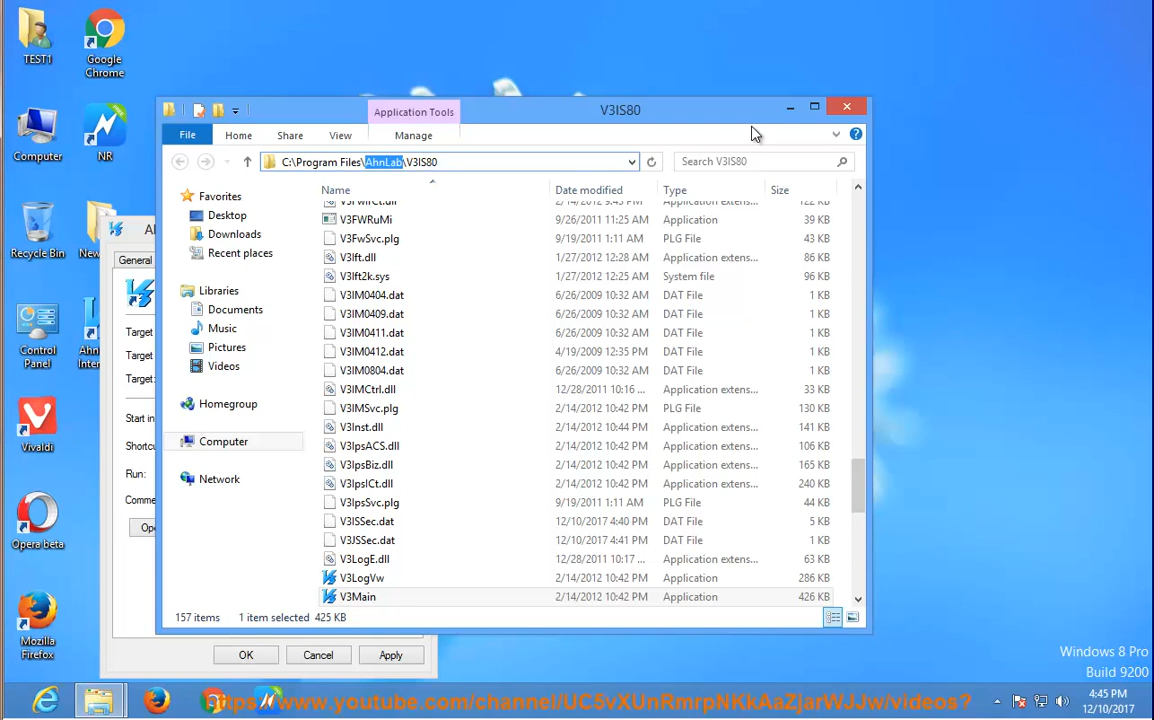 TEST1
Google
Chrome
Computer
NR
Recycle Bin
New
Control
Panel
Ahn
Inter
Vivaldi
Opera beta
Mozilla
Firefox
Application Tools
V3IS80
File
Home
Share
View
Manage
C:\Program Files\AhnLab\V3IS80
Search V3IS80
Name
Date modified
Type
Size
Favorites
Desktop
Downloads
Recent places
Libraries
Documents
Music
Pictures
Videos
Homegroup
Computer
Network
V3FWRuMi 9/26/2011 11:25 AM Application 39 KB
V3FwSvc.plg 9/19/2011 1:11 AM PLG File 43 KB
V3Ift.dll 1/27/2012 12:28 AM Application extens... 86 KB
V3Ift2k.sys 1/27/2012 12:25 AM System file 96 KB
V3IM0404.dat 6/26/2009 10:32 AM DAT File 1 KB
V3IM0409.dat 6/26/2009 10:32 AM DAT File 1 KB
V3IM0411.dat 6/26/2009 10:32 AM DAT File 1 KB
V3IM0412.dat 4/19/2009 12:35 PM DAT File 1 KB
V3IM0804.dat 6/26/2009 10:32 AM DAT File 1 KB
V3IMCtrl.dll 12/28/2011 10:16 ... Application extens... 33 KB
V3IMSvc.plg 2/14/2012 10:42 PM PLG File 130 KB
V3Inst.dll 2/14/2012 10:44 PM Application extens... 141 KB
V3IpsACS.dll 2/14/2012 10:42 PM Application extens... 106 KB
V3IpsBiz.dll 2/14/2012 10:42 PM Application extens... 165 KB
V3IpsICt.dll 2/14/2012 10:42 PM Application extens... 240 KB
V3IpsSvc.plg 9/19/2011 1:11 AM PLG File 44 KB
V3ISSec.dat 12/10/2017 4:40 PM DAT File 5 KB
V3JSSec.dat 12/10/2017 4:41 PM DAT File 1 KB
V3LogE.dll 12/28/2011 10:17 ... Application extens... 63 KB
V3LogVw 2/14/2012 10:42 PM Application 286 KB
V3Main 2/14/2012 10:42 PM Application 426 KB
157 items 1 item selected 425 KB
General
Target
Target
Target:
Start in
Shortc
Run:
Comme
Ope
OK
Cancel
Apply
Windows 8 Pro
Build 9200
https://www.youtube.com/channel/UC5vXUnRmrpNKkAaZjarWJJw/videos?
4:45 PM
12/10/2017